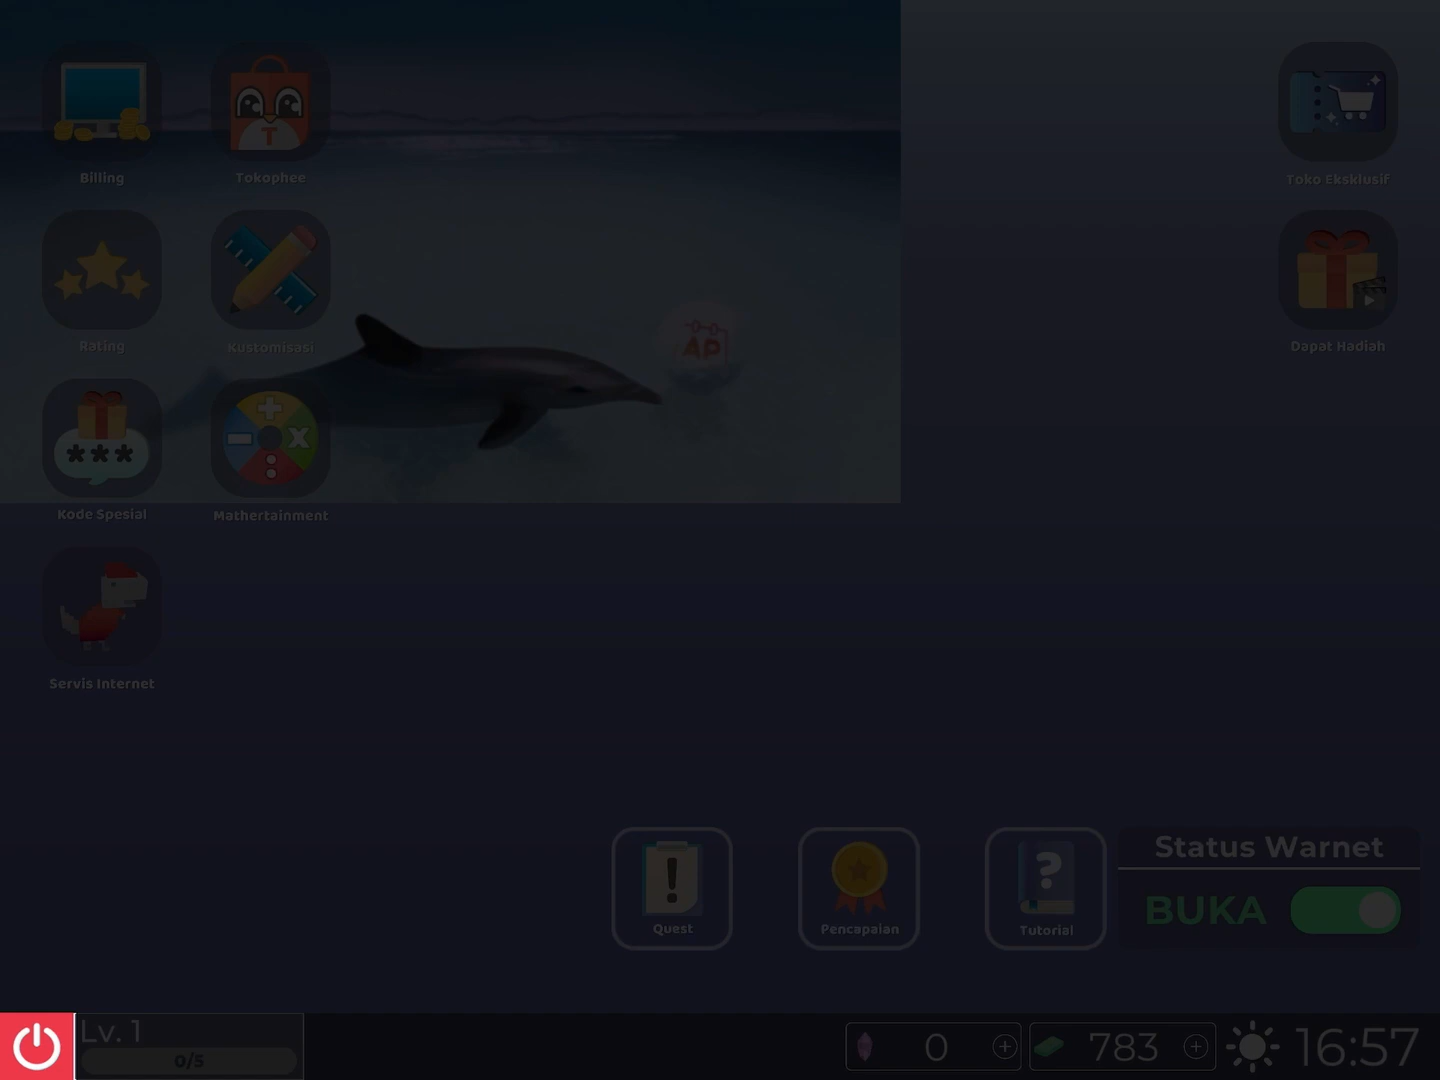 Billing
Tokophee
Toko Eksklusif
Rating
Kustomisasi
Dapat Hadiah
AP
Kode Spesial
Mathertainment
Servis Internet
Quest
Pencapaian
Tutorial
Status Warnet
BUKA
Lv. 1
0/5
0
783
16:57